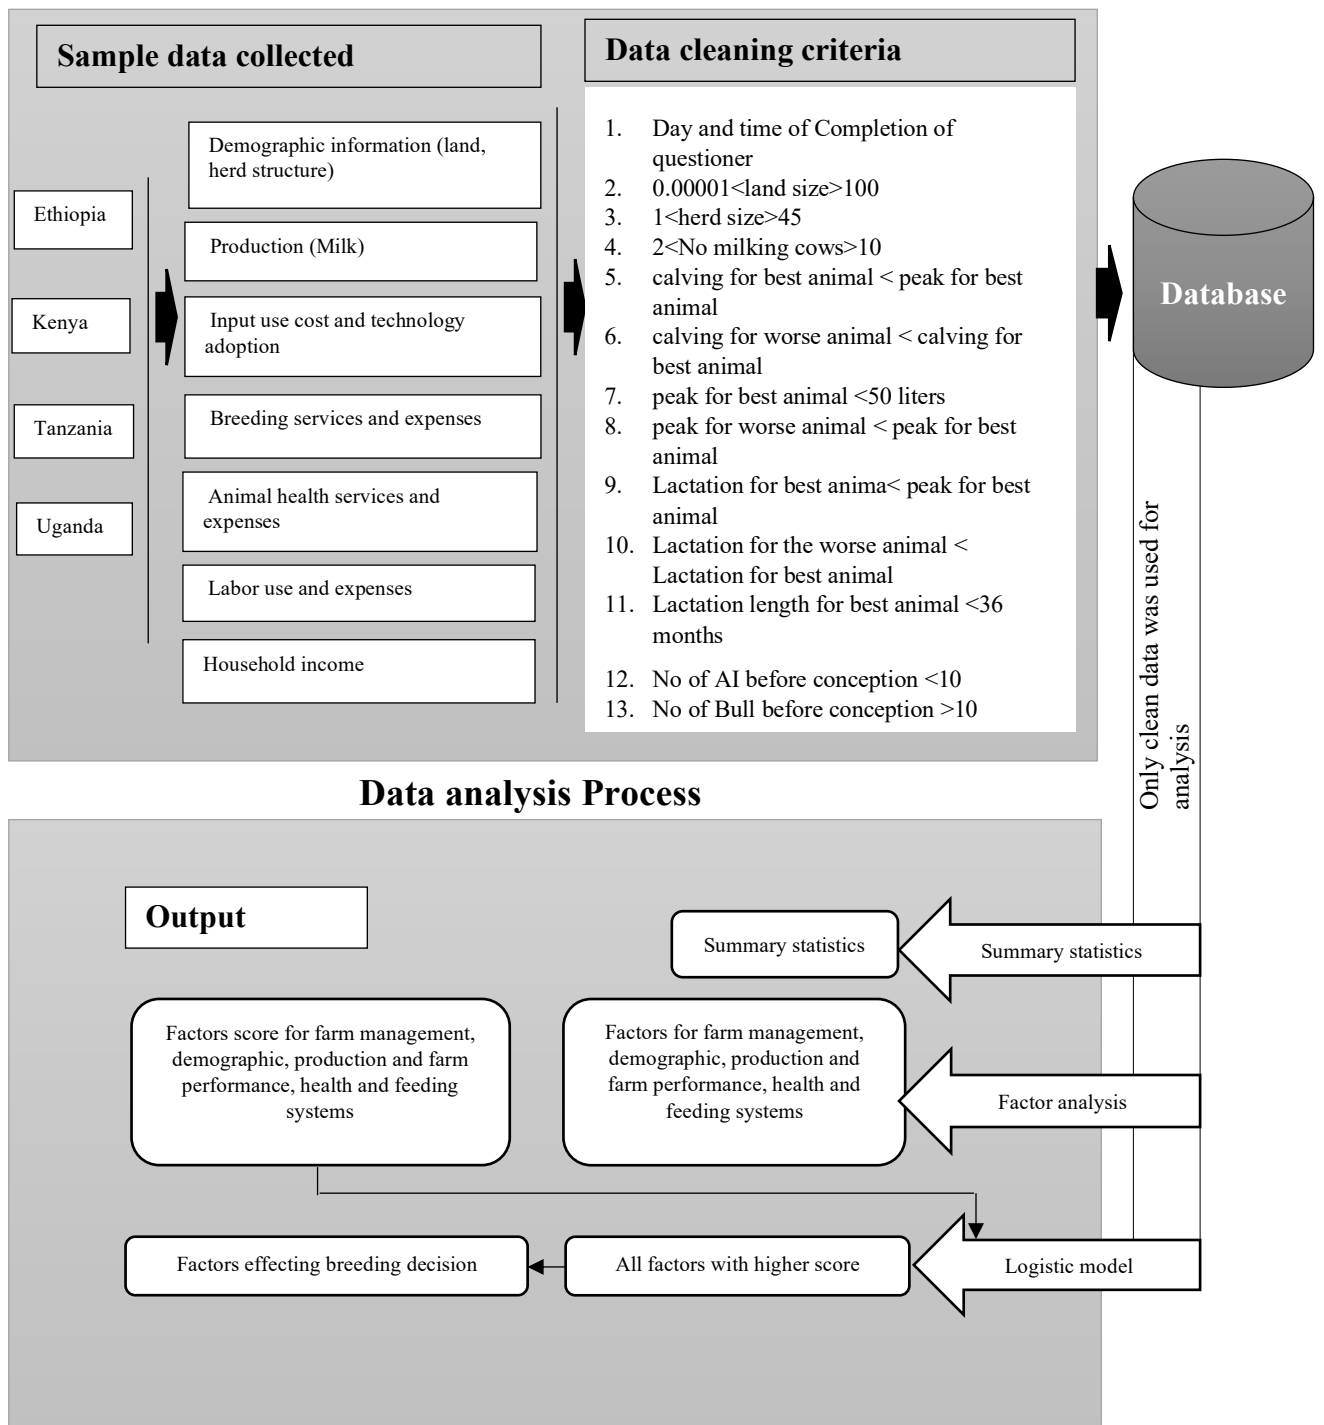 Sample data collected
Ethiopia
Kenya
Tanzania
Uganda
Demographic information (land,
herd structure)
Production (Milk)
Input use cost and technology
adoption
Breeding services and expenses
Animal health services and
expenses
Labor use and expenses
Household income
Data cleaning criteria
1. Day and time of Completion of
questioner
2. 0.00001<land size>100
3. 1<herd size>45
4. 2<No milking cows>10
5. calving for best animal < peak for best
animal
6. calving for worse animal < calving for
best animal
7. peak for best animal <50 liters
8. peak for worse animal < peak for best
animal
9. Lactation for best anima< peak for best
animal
10. Lactation for the worse animal <
Lactation for best animal
11. Lactation length for best animal <36
months
12. No of AI before conception <10
13. No of Bull before conception >10
Database
Only clean data was used for
analysis
Data analysis Process
Output
Summary statistics
Summary statistics
Factors score for farm management,
demographic, production and farm
performance, health and feeding
systems
Factors for farm management,
demographic, production and
farm performance, health and
feeding systems
Factor analysis
Factors effecting breeding decision
All factors with higher score
Logistic model